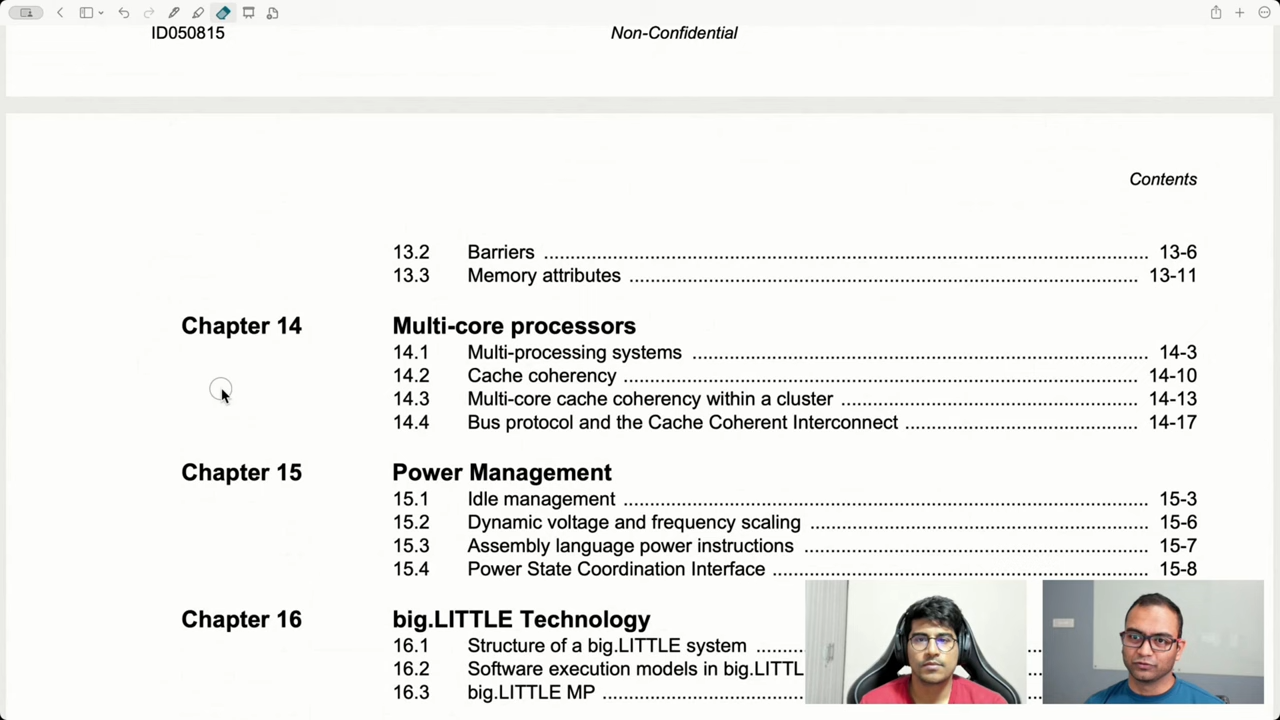 ID050815 Non-Confidential
Contents
13.2 Barriers ........ 13-6
13.3 Memory attributes ........ 13-11
Chapter 14 Multi-core processors
14.1 Multi-processing systems ........ 14-3
14.2 Cache coherency ........ 14-10
14.3 Multi-core cache coherency within a cluster ........ 14-13
14.4 Bus protocol and the Cache Coherent Interconnect ........ 14-17
Chapter 15 Power Management
15.1 Idle management ........ 15-3
15.2 Dynamic voltage and frequency scaling ........ 15-6
15.3 Assembly language power instructions ........ 15-7
15.4 Power State Coordination Interface ........ 15-8
Chapter 16 big.LITTLE Technology
16.1 Structure of a big.LITTLE system ........
16.2 Software execution models in big.LITTL
16.3 big.LITTLE MP ........